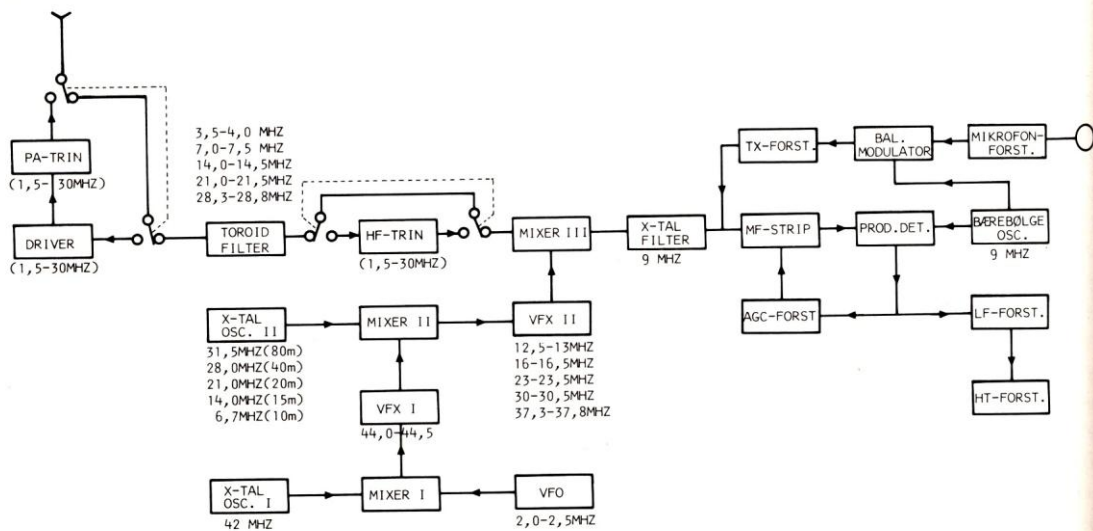 3,5-4,0 MHZ
7,0-7,5 MHZ
14,0-14,5MHZ
21,0-21,5MHZ
28,3-28,8MHZ
PA-TRIN
(1,5-30MHZ)
DRIVER
(1,5-30MHZ)
TOROID
FILTER
HF-TRIN
(1,5-30MHZ)
MIXER III
X-TAL
FILTER
9 MHZ
TX-FORST.
BAL.
MODULATOR
MIKROFON-
FORST.
MF-STRIP
PROD.DET.
BÆREBØLGE
OSC.
9 MHZ
AGC-FORST
LF-FORST.
HT-FORST.
X-TAL
OSC. II
31,5MHZ(80m)
28,0MHZ(40m)
21,0MHZ(20m)
14,0MHZ(15m)
6,7MHZ(10m)
MIXER II
VFX II
12,5-13MHZ
16-16,5MHZ
23-23,5MHZ
30-30,5MHZ
37,3-37,8MHZ
VFX I
44,0-44,5
X-TAL
OSC. I
42 MHZ
MIXER I
VFO
2,0-2,5MHZ